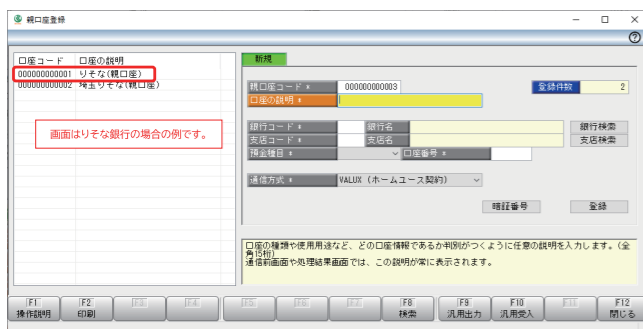 親口座登録
口座コード 口座の説明
000000000001 りそな(親口座)
000000000002 埼玉りそな(親口座)
画面はりそな銀行の場合の例です。
新規
親口座コード * 000000000003 登録件数 2
口座の説明 *
銀行コード * 銀行名 銀行検索
支店コード * 支店名 支店検索
預金種目 * 口座番号 *
通信方式 * VALUX (ホームユース契約)
暗証番号 登録
口座の種類や使用用途など、どの口座情報であるか判別がつくように任意の説明を入力します。(全
角15桁)
通信前画面や処理結果画面では、この説明が常に表示されます。
F1 F2 F3 F4 F5 F6 F7 F8 F9 F10 F11 F12
操作説明 印刷 検索 汎用出力 汎用受入 閉じる